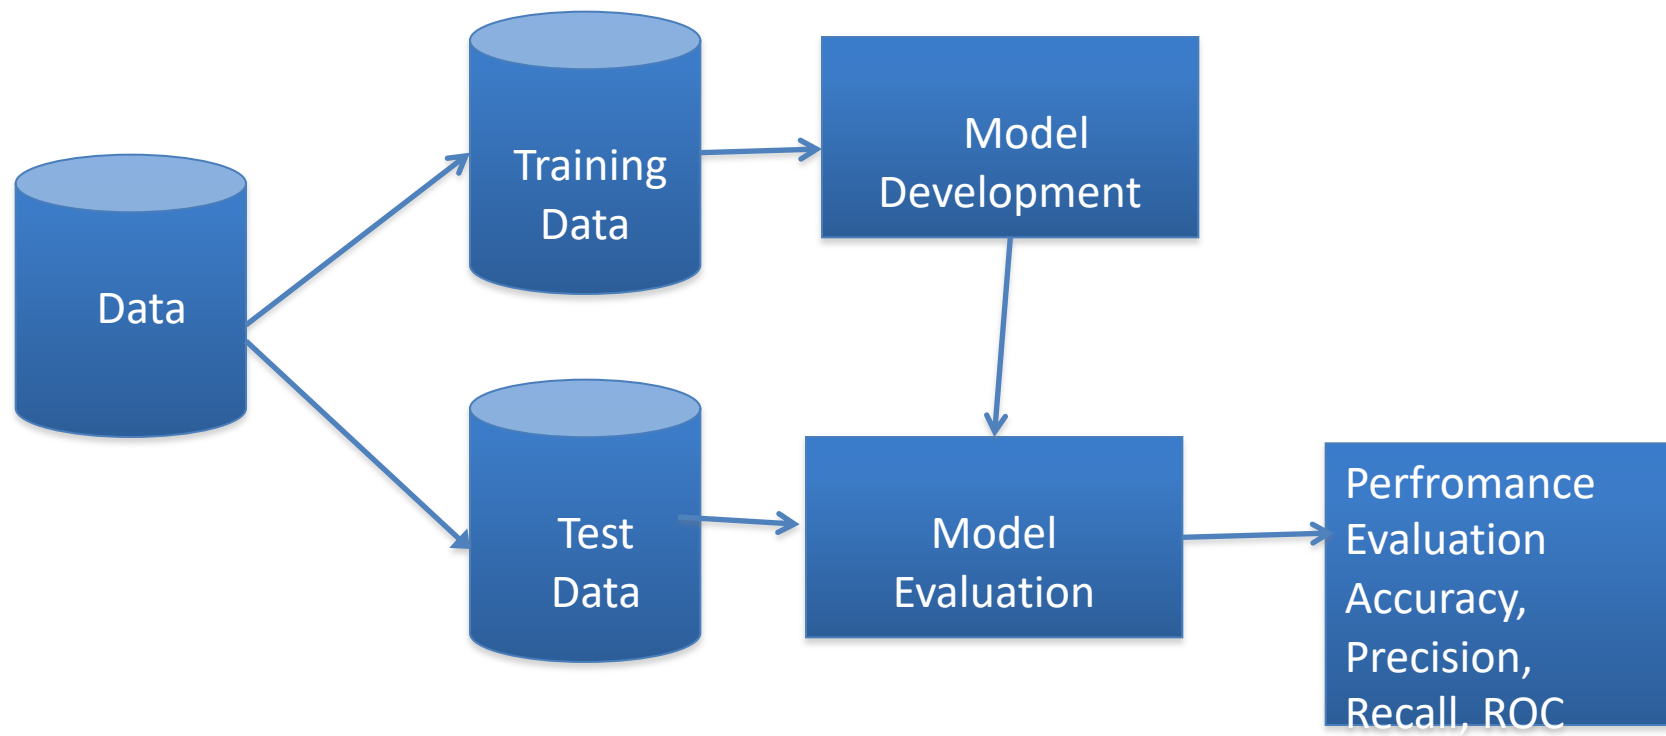 Data
Training
Data
Model
Development
Test
Data
Model
Evaluation
Perfromance
Evaluation
Accuracy,
Precision,
Recall, ROC